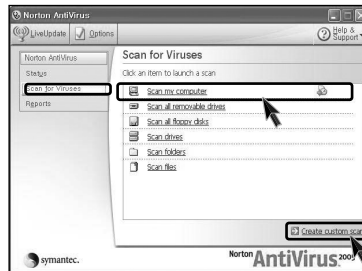 Norton AntiVirus
LiveUpdate Options Help & Support
Norton AntiVirus
Status
Scan for Viruses
Reports
Scan for Viruses
Click an item to launch a scan
Scan my computer
Scan all removable drives
Scan all floppy disks
Scan drives
Scan folders
Scan files
Create custom scan
symantec.
Norton AntiVirus